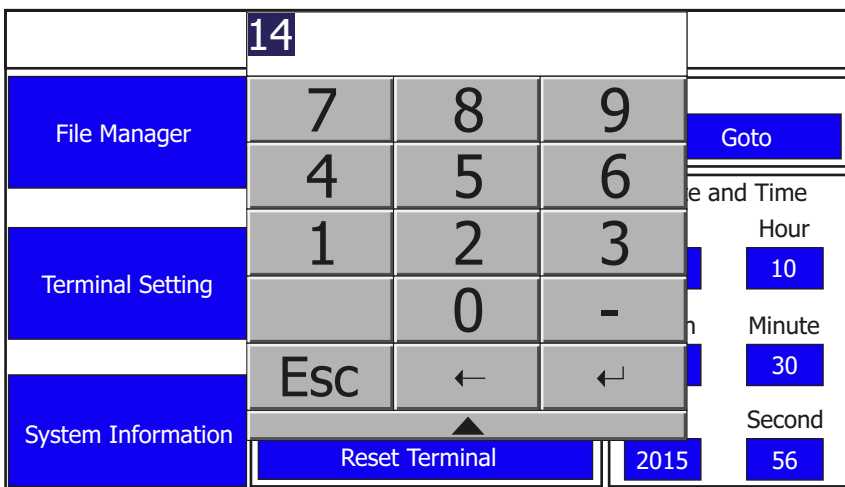 14
7 8 9
File Manager
Goto
4 5 6
e and Time
1 2 3
Hour
Terminal Setting
10
0 -
Minute
30
Esc ← ↵
System Information
Second
Reset Terminal
2015
56